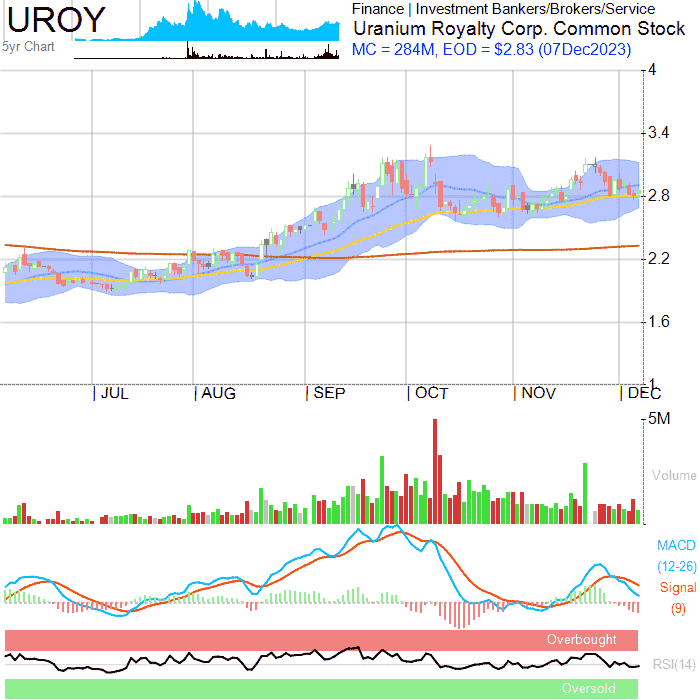 UROY
5yr Chart
Finance | Investment Bankers/Brokers/Service
Uranium Royalty Corp. Common Stock
MC = 284M, EOD = $2.83 (07Dec2023)
4
3.4
2.8
2.2
1.6
1
JUL AUG SEP OCT NOV DEC
5M
Volume
MACD
(12-26)
Signal
(9)
Overbought
RSI(14)
Oversold